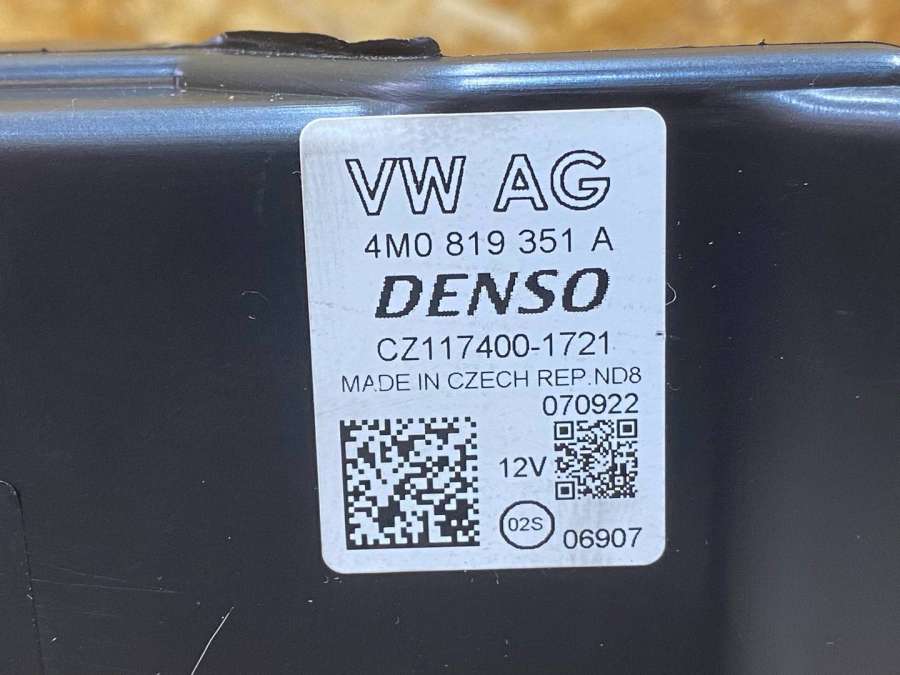 VW AG
4M0 819 351 A
DENSO
CZ117400-1721
MADE IN CZECH REP.ND8
070922
12V
02S
06907